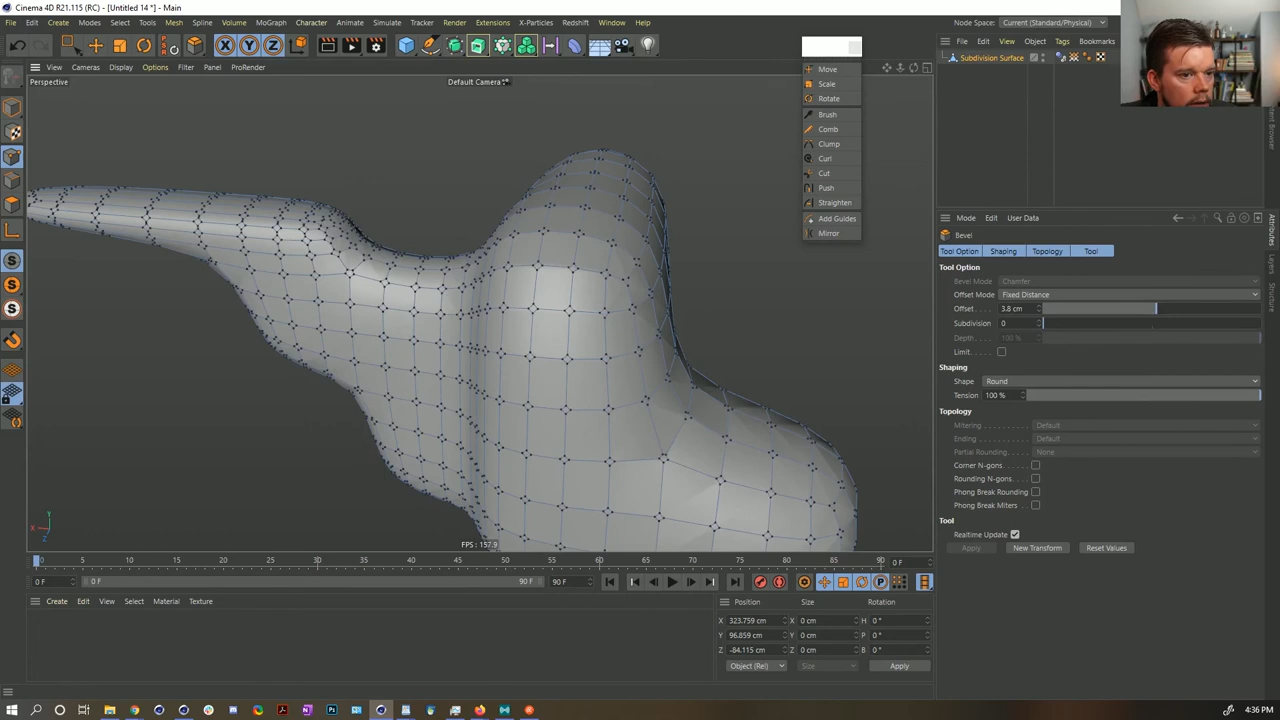 Cinema 4D R21.115 (RC) - [Untitled 14 *] - Main
File Edit Create Modes Select Tools Mesh Spline Volume MoGraph Character Animate Simulate Tracker Render Extensions X-Particles Redshift Window Help
Node Space: Current (Standard/Physical)
File Edit View Object Tags Bookmarks
Subdivision Surface
View Cameras Display Options Filter Panel ProRender
Perspective
Default Camera
Move
Scale
Rotate
Brush
Comb
Clump
Curl
Cut
Push
Straighten
Add Guides
Mirror
Content Browser
Attributes
Layers
Structure
Mode Edit User Data
Bevel
Tool Option Shaping Topology Tool
Tool Option
Bevel Mode Chamfer
Offset Mode Fixed Distance
Offset 3.8 cm
Subdivision 0
Depth 100 %
Limit
Shaping
Shape Round
Tension 100 %
Topology
Mitering Default
Ending Default
Partial Rounding None
Corner N-gons
Rounding N-gons
Phong Break Rounding
Phong Break Miters
Tool
Realtime Update
Apply New Transform Reset Values
X Y Z
Y
X
Z
FPS : 157.9
0 5 10 15 20 25 30 35 40 45 50 55 60 65 70 75 80 85 90 0 F
0 F 0 F 90 F 90 F
Create Edit View Select Material Texture
Position Size Rotation
X 323.759 cm X 0 cm H 0 °
Y 96.859 cm Y 0 cm P 0 °
Z -84.115 cm Z 0 cm B 0 °
Object (Rel) Size Apply
4:36 PM